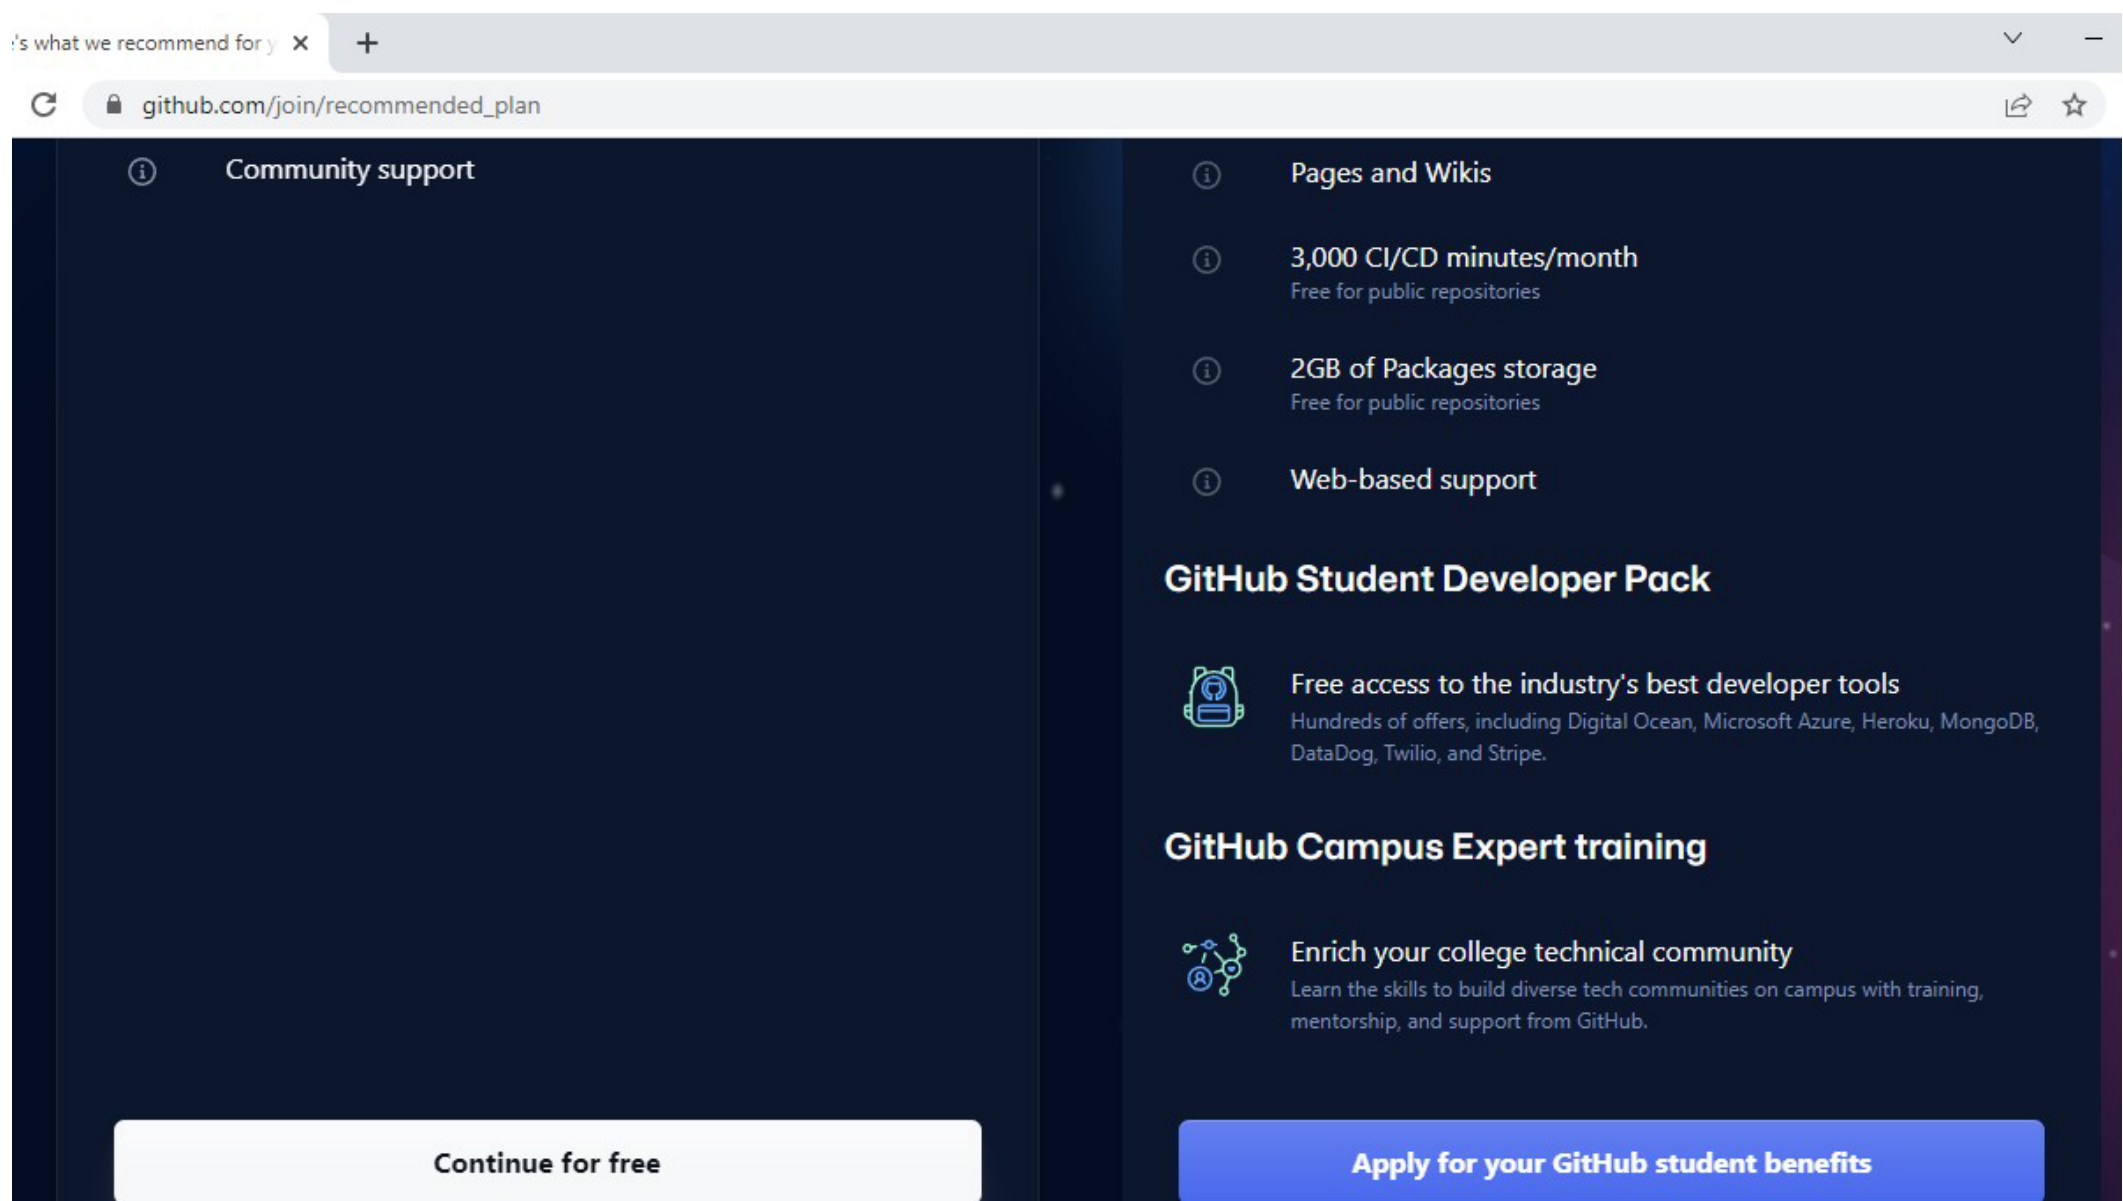 's what we recommend for y
github.com/join/recommended_plan
Community support
Pages and Wikis
3,000 CI/CD minutes/month
Free for public repositories
2GB of Packages storage
Free for public repositories
Web-based support
GitHub Student Developer Pack
Free access to the industry's best developer tools
Hundreds of offers, including Digital Ocean, Microsoft Azure, Heroku, MongoDB,
DataDog, Twilio, and Stripe.
GitHub Campus Expert training
Enrich your college technical community
Learn the skills to build diverse tech communities on campus with training,
mentorship, and support from GitHub.
Continue for free
Apply for your GitHub student benefits